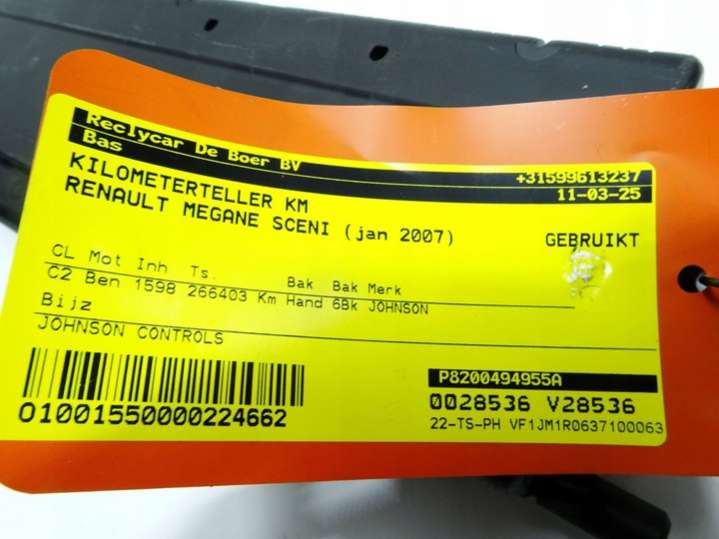 Reclycar De Boer BV
+31599613237
Bas
11-03-25
KILOMETERTELLER KM
RENAULT MEGANE SCENI (jan 2007)
GEBRUIKT
CL Mot Inh Ts. Bak Bak Merk
C2 Ben 1598 266403 Km Hand 6Bk JOHNSON
Bijz
JOHNSON CONTROLS
P8200494955A
O1001550000224662
0028536 V28536
22-TS-PH VF1JM1R0637100063